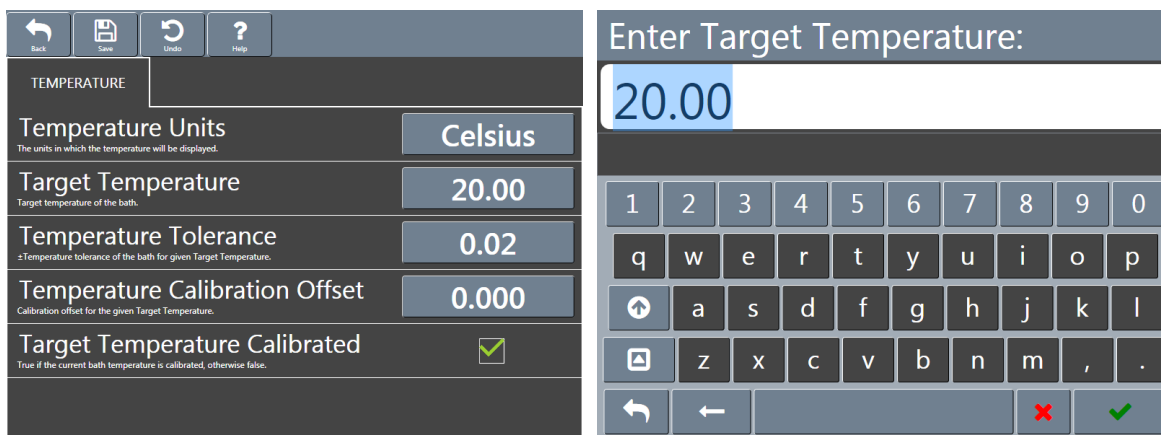 Back Save Undo ? Help
TEMPERATURE
Temperature Units
The units in which the temperature will be displayed.
Celsius
Target Temperature
Target temperature of the bath.
20.00
Temperature Tolerance
±Temperature tolerance of the bath for given Target Temperature.
0.02
Temperature Calibration Offset
Calibration offset for the given Target Temperature.
0.000
Target Temperature Calibrated
True if the current bath temperature is calibrated, otherwise false.
Enter Target Temperature:
20.00
1 2 3 4 5 6 7 8 9 0
q w e r t y u i o p
a s d f g h j k l
z x c v b n m , .